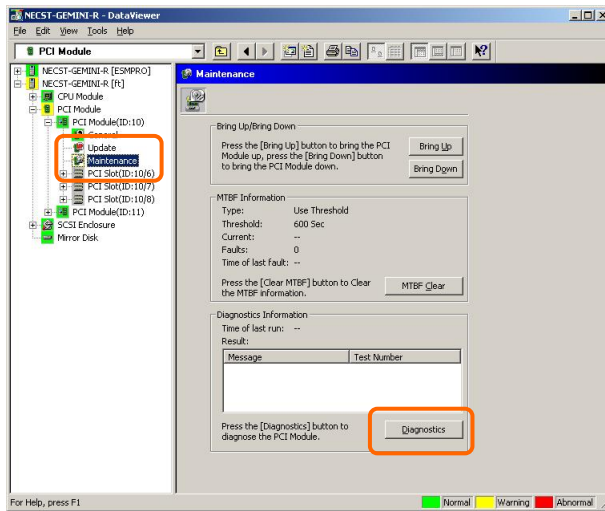 NECST-GEMINI-R - DataViewer
File Edit View Tools Help
PCI Module
NECST-GEMINI-R [ESMPRO]
NECST-GEMINI-R [ft]
CPU Module
PCI Module
PCI Module(ID:10)
General
Update
Maintenance
PCI Slot(ID:10/6)
PCI Slot(ID:10/7)
PCI Slot(ID:10/8)
PCI Module(ID:11)
SCSI Enclosure
Mirror Disk
Maintenance
Bring Up/Bring Down
Press the [Bring Up] button to bring the PCI
Module up, press the [Bring Down] button
to bring the PCI Module down.
Bring Up
Bring Down
MTBF Information
Type: Use Threshold
Threshold: 600 Sec
Current: --
Faults: 0
Time of last fault: --
Press the [Clear MTBF] button to Clear
the MTBF information.
MTBF Clear
Diagnostics Information
Time of last run: --
Result:
Message Test Number
Press the [Diagnostics] button to
diagnose the PCI Module.
Diagnostics
For Help, press F1
Normal Warning Abnormal